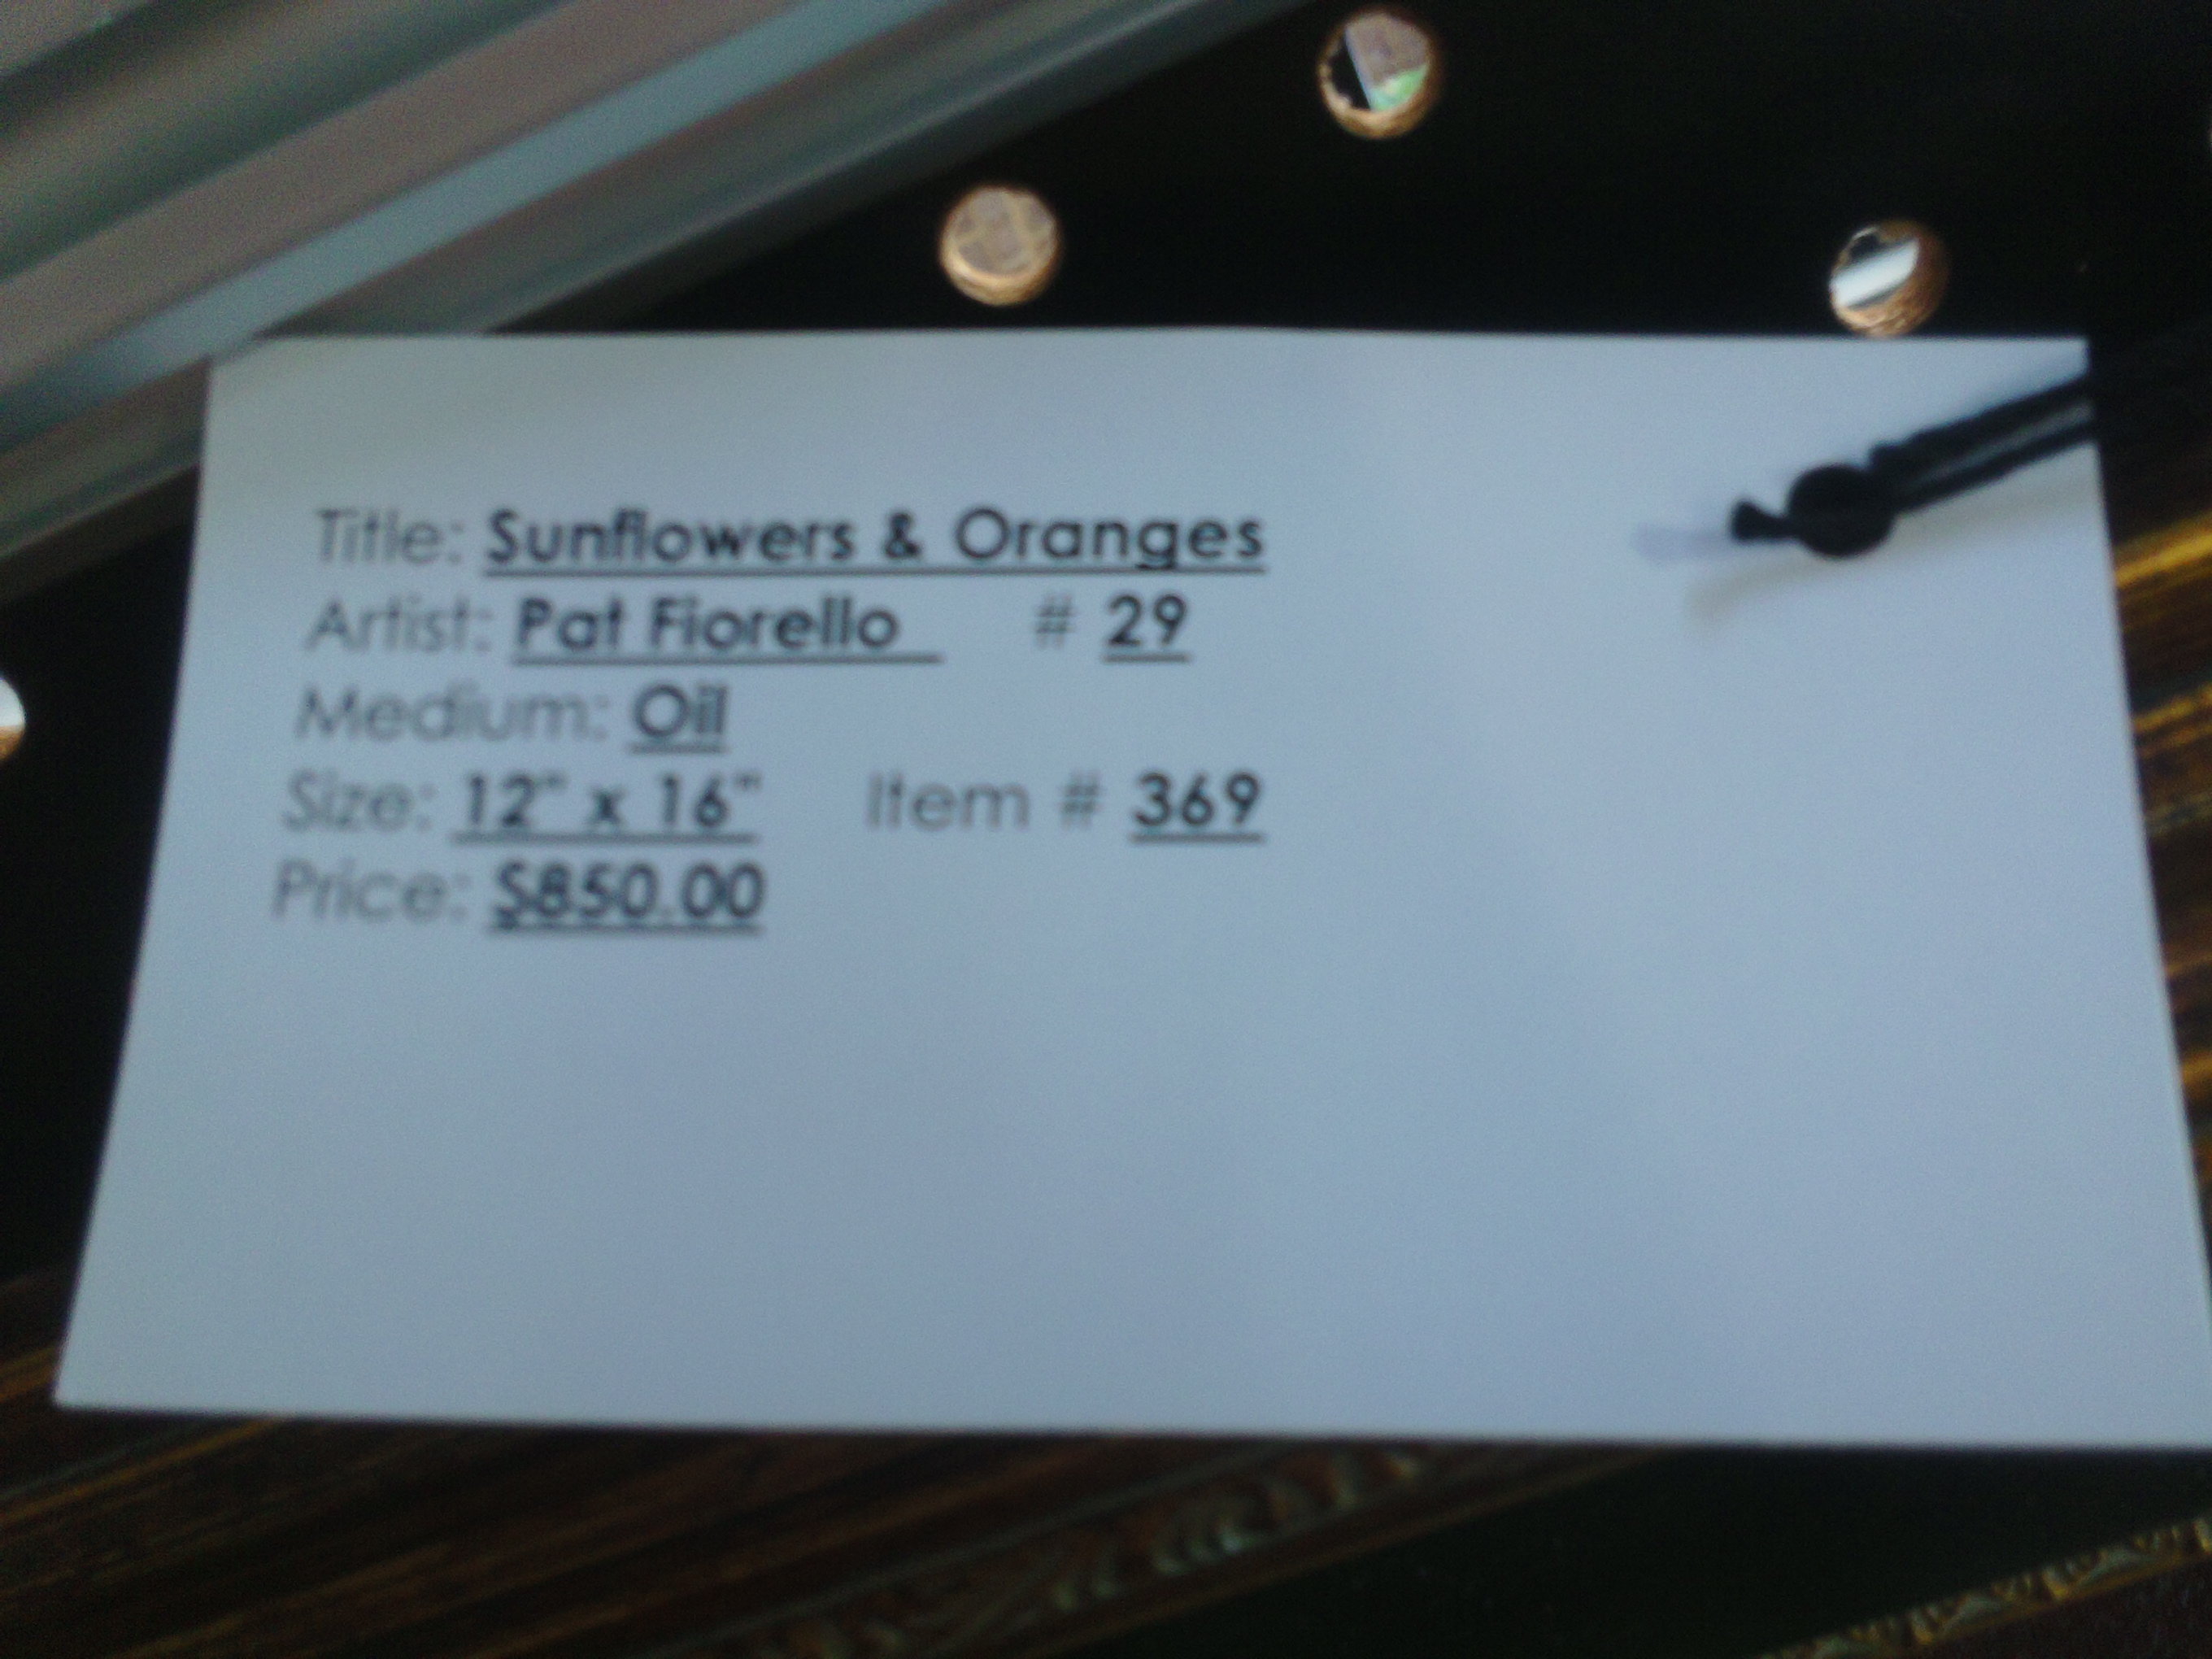 Title: Sunflowers & Oranges
Artist: Pat Fiorello # 29
Medium: Oil
Size: 12" x 16" Item # 369
Price: $850.00